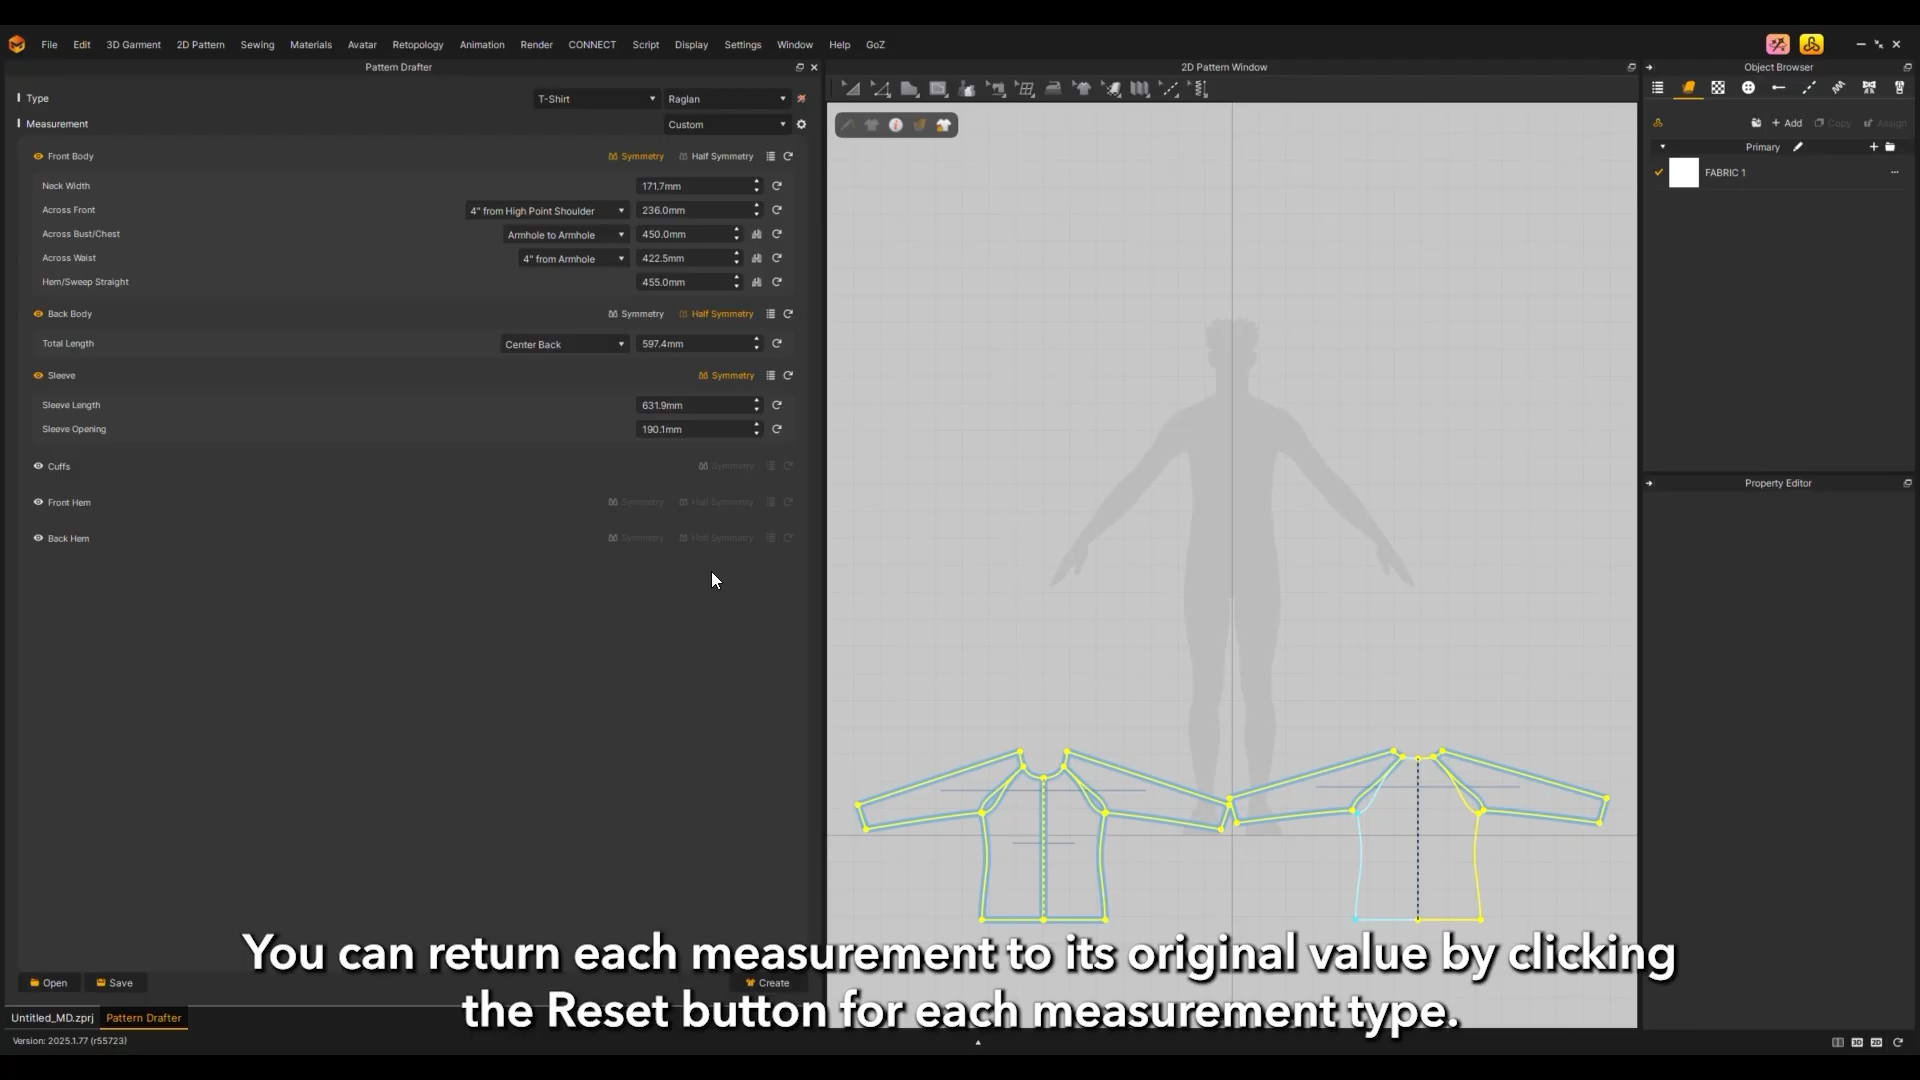 File Edit 3D Garment 2D Pattern Sewing Materials Avatar Retopology Animation Render CONNECT Script Display Settings Window Help GoZ
Pattern Drafter
2D Pattern Window
Object Browser
Type T-Shirt Raglan
Measurement Custom
Front Body Symmetry Half Symmetry
Neck Width 171.7mm
Across Front 4" from High Point Shoulder 236.0mm
Across Bust/Chest Armhole to Armhole 450.0mm
Across Waist 4" from Armhole 422.5mm
Hem/Sweep Straight 455.0mm
Back Body Symmetry Half Symmetry
Total Length Center Back 597.4mm
Sleeve Symmetry
Sleeve Length 631.9mm
Sleeve Opening 190.1mm
Cuffs Symmetry
Front Hem Symmetry Half Symmetry
Back Hem Symmetry Half Symmetry
+ Add Copy Assign
Primary
FABRIC 1
Property Editor
You can return each measurement to its original value by clicking
the Reset button for each measurement type.
Open Save Create
Untitled_MD.zprj Pattern Drafter
Version: 2025.1.77 (r55723)
3D 2D